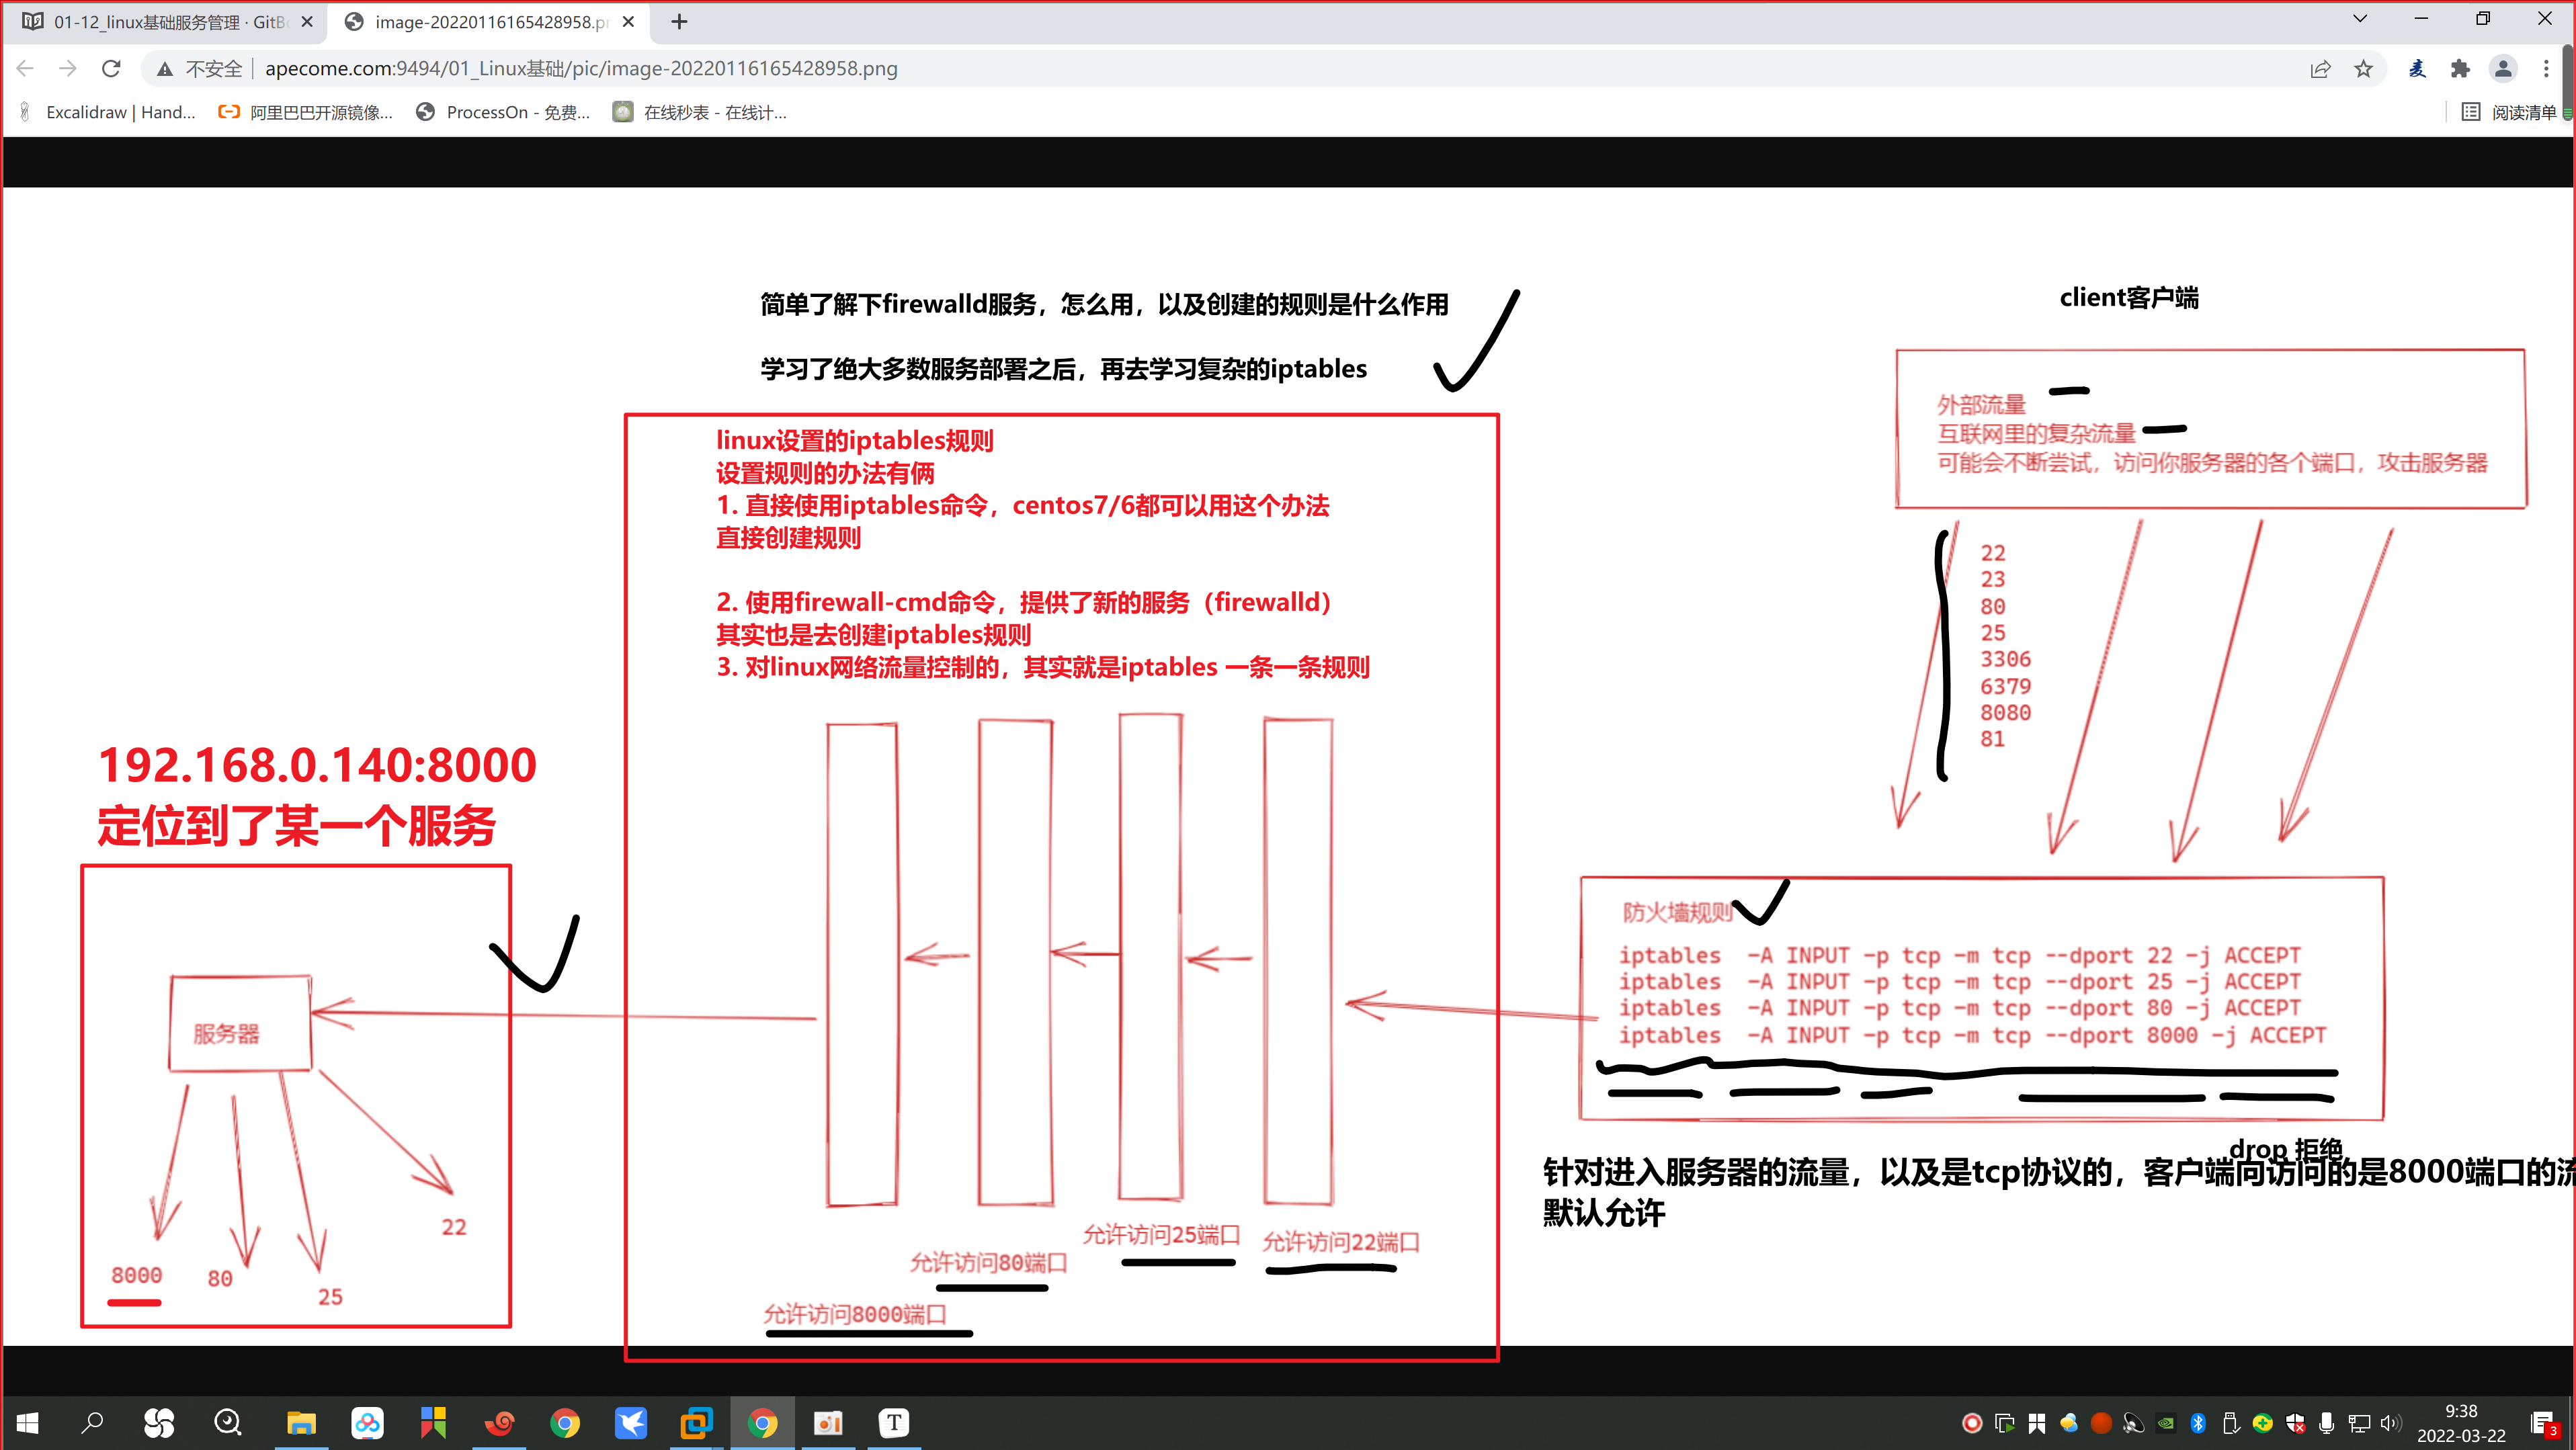 01-12_linux基础服务管理 · GitB
image-20220116165428958.p
不安全
apecome.com:9494/01_Linux基础/pic/image-20220116165428958.png
Excalidraw | Hand...
阿里巴巴开源镜像...
ProcessOn - 免费...
在线秒表 - 在线计...
阅读清单
简单了解下firewalld服务，怎么用，以及创建的规则是什么作用
学习了绝大多数服务部署之后，再去学习复杂的iptables
client客户端
外部流量
互联网里的复杂流量
可能会不断尝试，访问你服务器的各个端口，攻击服务器
22
23
80
25
3306
6379
8080
81
linux设置的iptables规则
设置规则的办法有俩
1. 直接使用iptables命令，centos7/6都可以用这个办法
直接创建规则
2. 使用firewall-cmd命令，提供了新的服务（firewalld）
其实也是去创建iptables规则
3. 对linux网络流量控制的，其实就是iptables 一条一条规则
192.168.0.140:8000
定位到了某一个服务
服务器
8000
80
25
22
允许访问8000端口
允许访问80端口
允许访问25端口
允许访问22端口
防火墙规则
iptables -A INPUT -p tcp -m tcp --dport 22 -j ACCEPT
iptables -A INPUT -p tcp -m tcp --dport 25 -j ACCEPT
iptables -A INPUT -p tcp -m tcp --dport 80 -j ACCEPT
iptables -A INPUT -p tcp -m tcp --dport 8000 -j ACCEPT
drop 拒绝
针对进入服务器的流量，以及是tcp协议的，客户端向访问的是8000端口的流
默认允许
9:38
2022-03-22
3